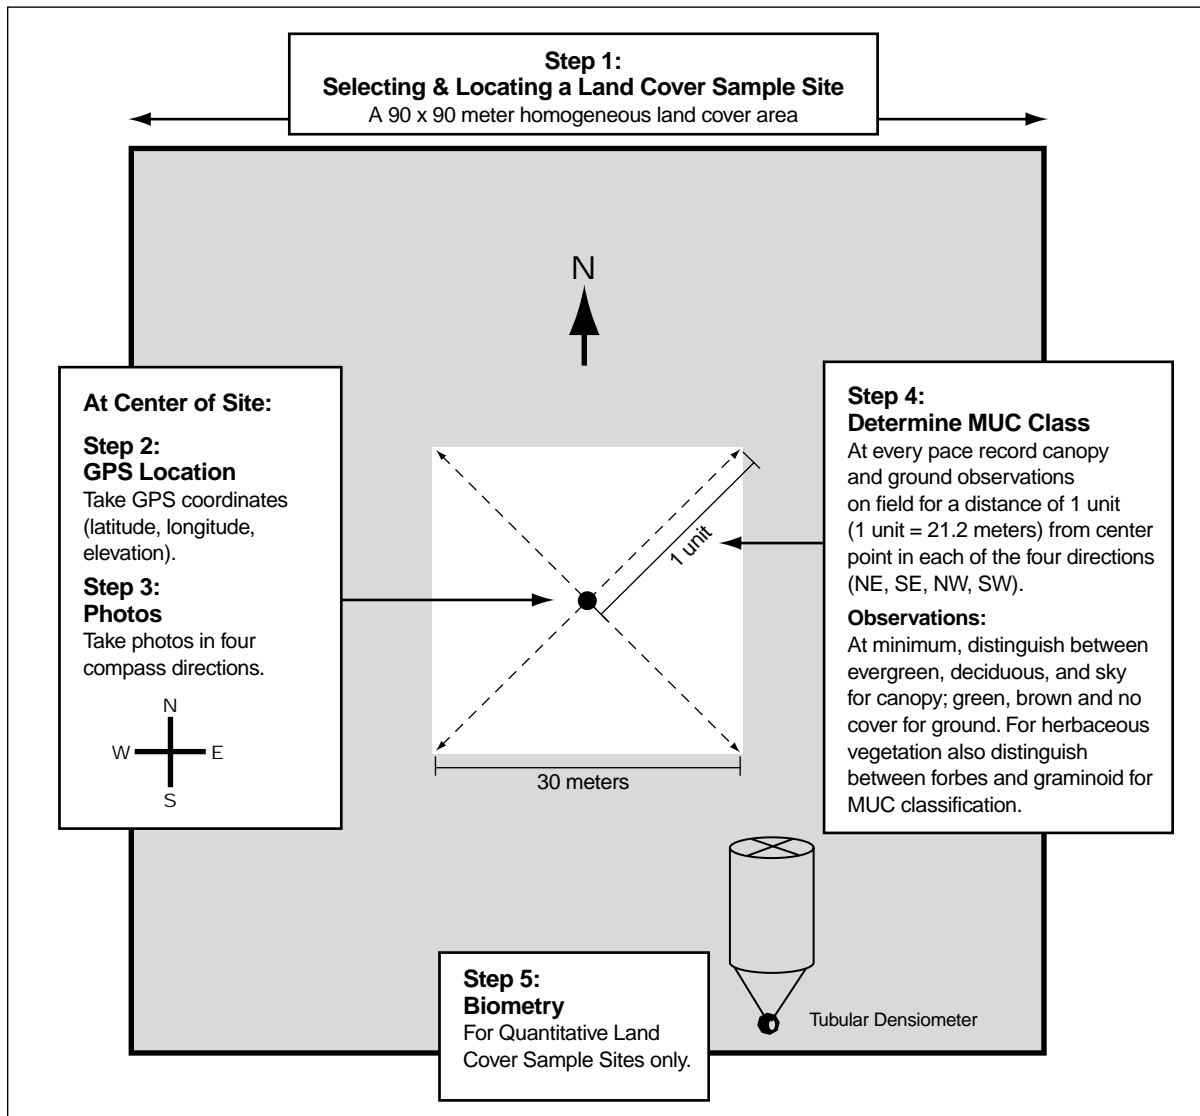 Step 1:
Selecting & Locating a Land Cover Sample Site
A 90 x 90 meter homogeneous land cover area
N
At Center of Site:
Step 2:
GPS Location
Take GPS coordinates
(latitude, longitude,
elevation).
Step 3:
Photos
Take photos in four
compass directions.
N
W E
S
1 unit
30 meters
Step 4:
Determine MUC Class
At every pace record canopy
and ground observations
on field for a distance of 1 unit
(1 unit = 21.2 meters) from center
point in each of the four directions
(NE, SE, NW, SW).
Observations:
At minimum, distinguish between
evergreen, deciduous, and sky
for canopy; green, brown and no
cover for ground. For herbaceous
vegetation also distinguish
between forbes and graminoid for
MUC classification.
Step 5:
Biometry
For Quantitative Land
Cover Sample Sites only.
Tubular Densiometer